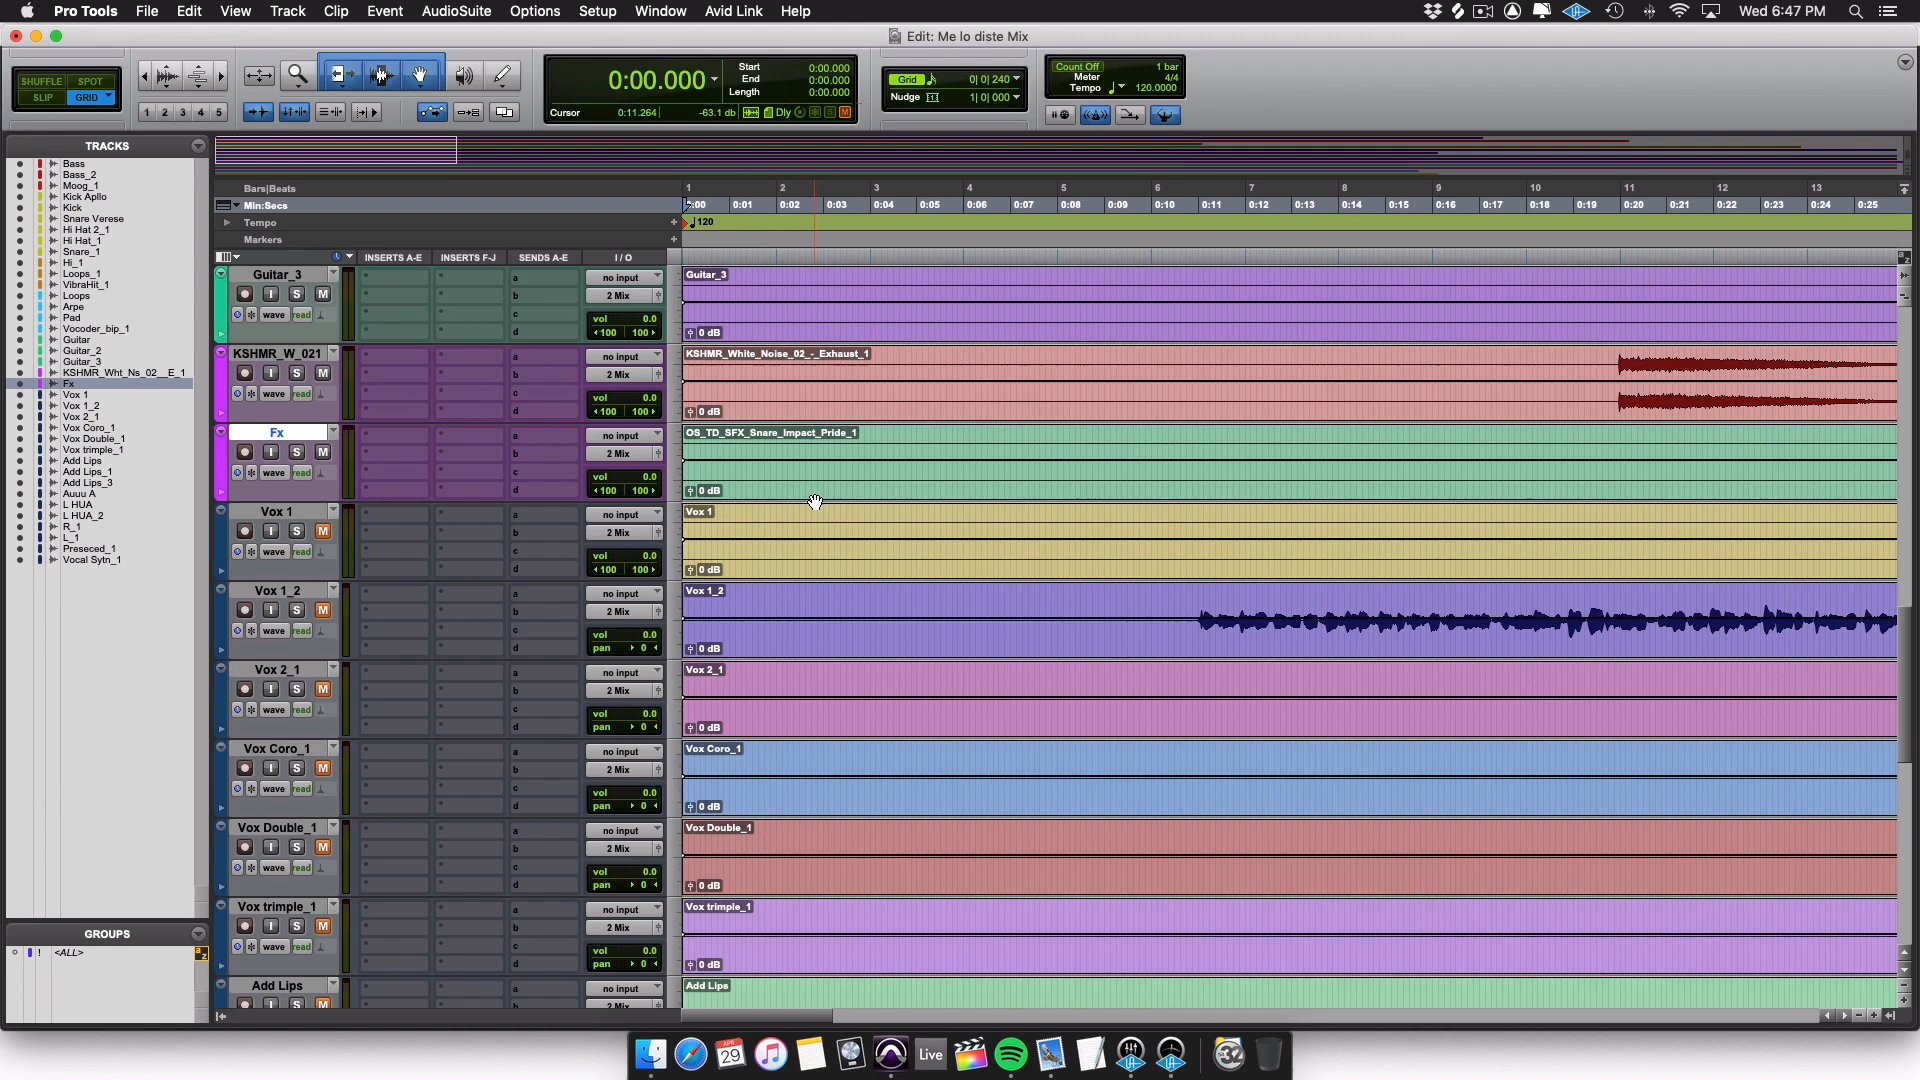 Pro Tools File Edit View Track Clip Event AudioSuite Options Setup Window Avid Link Help Wed 6:47 PM
Edit: Me lo diste Mix
SHUFFLE SPOT
SLIP GRID
1 2 3 4 5
0:00.000
Start 0:00.000
End 0:00.000
Length 0:00.000
Cursor 0:11.264 -63.1 db Dly S M
Grid 0| 0| 240
Nudge 1| 0| 000
Count Off 1 bar
Meter 4/4
Tempo 120.0000
TRACKS
Bass
Bass_2
Moog_1
Kick Apllo
Kick
Snare Verese
Hi Hat 2_1
Hi Hat_1
Snare_1
Hi_1
Loops_1
VibraHit_1
Loops
Arpe
Pad
Vocoder_bip_1
Guitar
Guitar_2
Guitar_3
KSHMR_Wht_Ns_02__E_1
Fx
Vox 1
Vox 1_2
Vox 2_1
Vox Coro_1
Vox Double_1
Vox trimple_1
Add Lips
Add Lips_1
Add Lips_3
Auuu A
L HUA
L HUA_2
R_1
L_1
Preseced_1
Vocal Sytn_1
GROUPS
! <ALL> a z
Bars|Beats 1 2 3 4 5 6 7 8 9 10 11 12 13
Min:Secs :00 0:01 0:02 0:03 0:04 0:05 0:06 0:07 0:08 0:09 0:10 0:11 0:12 0:13 0:14 0:15 0:16 0:17 0:18 0:19 0:20 0:21 0:22 0:23 0:24 0:25
Tempo + 120
Markers +
INSERTS A-E INSERTS F-J SENDS A-E I / O
Guitar_3 a no input Guitar_3
I S M b 2 Mix
wave read c vol 0.0
d 100 100 0 dB
KSHMR_W_021 a no input KSHMR_White_Noise_02_-_Exhaust_1
I S M b 2 Mix
wave read c vol 0.0
d 100 100 0 dB
Fx a no input OS_TD_SFX_Snare_Impact_Pride_1
I S M b 2 Mix
wave read c vol 0.0
d 100 100 0 dB
Vox 1 a no input Vox 1
I S M b 2 Mix
wave read c vol 0.0
d 100 100 0 dB
Vox 1_2 a no input Vox 1_2
I S M b 2 Mix
wave read c vol 0.0
d pan 0 0 dB
Vox 2_1 a no input Vox 2_1
I S M b 2 Mix
wave read c vol 0.0
d pan 0 0 dB
Vox Coro_1 a no input Vox Coro_1
I S M b 2 Mix
wave read c vol 0.0
d pan 0 0 dB
Vox Double_1 a no input Vox Double_1
I S M b 2 Mix
wave read c vol 0.0
d pan 0 0 dB
Vox trimple_1 a no input Vox trimple_1
I S M b 2 Mix
wave read c vol 0.0
d pan 0 0 dB
Add Lips a no input Add Lips
I S M b 2 Mix
APR 29 Live 32